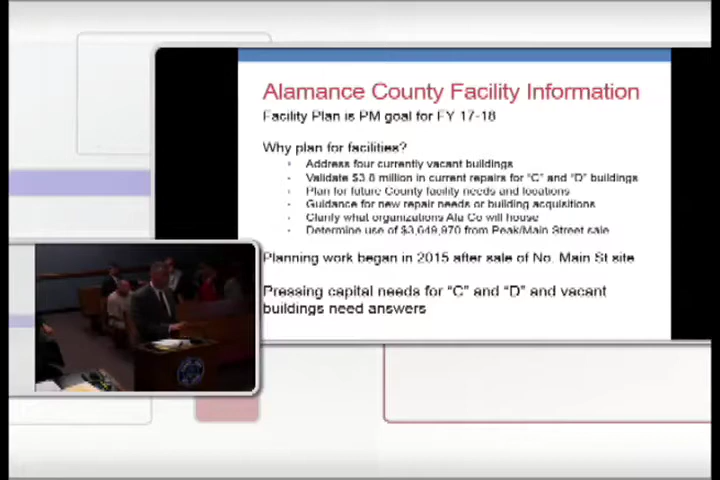 Alamance County Facility Information
Facility Plan is PM goal for FY 17-18
Why plan for facilities?
· Address four currently vacant buildings
· Validate $3.8 million in current repairs for "C" and "D" buildings
· Plan for future County facility needs and locations
· Guidance for new repair needs or building acquisitions
· Clarify what organizations Ala Co will house
· Determine use of $3,649,970 from Peak/Main Street sale
Planning work began in 2015 after sale of No. Main St site
Pressing capital needs for "C" and "D" and vacant
buildings need answers